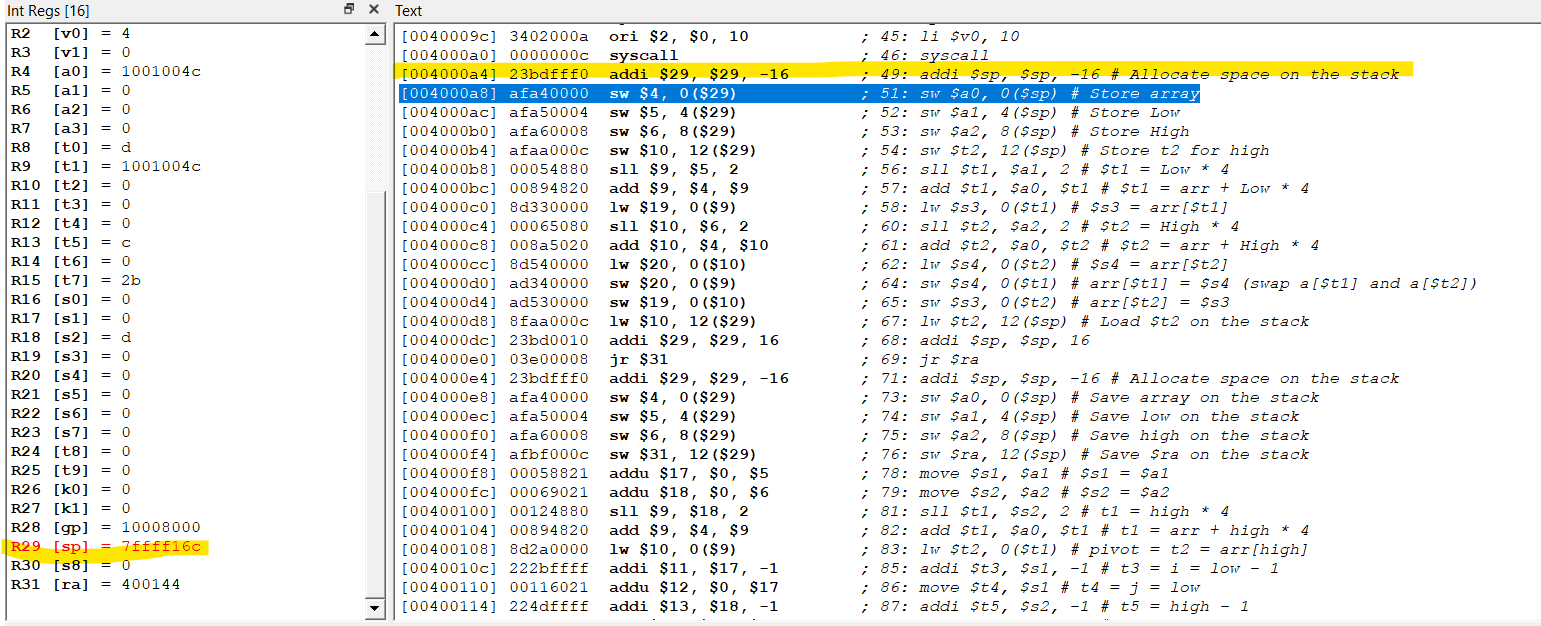 Int Regs [16]
R2 [v0] = 4
R3 [v1] = 0
R4 [a0] = 1001004c
R5 [a1] = 0
R6 [a2] = 0
R7 [a3] = 0
R8 [t0] = d
R9 [t1] = 1001004c
R10 [t2] = 0
R11 [t3] = 0
R12 [t4] = 0
R13 [t5] = c
R14 [t6] = 0
R15 [t7] = 2b
R16 [s0] = 0
R17 [s1] = 0
R18 [s2] = d
R19 [s3] = 0
R20 [s4] = 0
R21 [s5] = 0
R22 [s6] = 0
R23 [s7] = 0
R24 [t8] = 0
R25 [t9] = 0
R26 [k0] = 0
R27 [k1] = 0
R28 [gp] = 10008000
R29 [sp] = 7ffff16c
R30 [s8] = 0
R31 [ra] = 400144
Text
[0040009c] 3402000a ori $2, $0, 10 ; 45: li $v0, 10
[004000a0] 0000000c syscall ; 46: syscall
[004000a4] 23bdfff0 addi $29, $29, -16 ; 49: addi $sp, $sp, -16 # Allocate space on the stack
[004000a8] afa40000 sw $4, 0($29) ; 51: sw $a0, 0($sp) # Store array
[004000ac] afa50004 sw $5, 4($29) ; 52: sw $a1, 4($sp) # Store Low
[004000b0] afa60008 sw $6, 8($29) ; 53: sw $a2, 8($sp) # Store High
[004000b4] afaa000c sw $10, 12($29) ; 54: sw $t2, 12($sp) # Store t2 for high
[004000b8] 00054880 sll $9, $5, 2 ; 56: sll $t1, $a1, 2 # $t1 = Low * 4
[004000bc] 00894820 add $9, $4, $9 ; 57: add $t1, $a0, $t1 # $t1 = arr + Low * 4
[004000c0] 8d330000 lw $19, 0($9) ; 58: lw $s3, 0($t1) # $s3 = arr[$t1]
[004000c4] 00065080 sll $10, $6, 2 ; 60: sll $t2, $a2, 2 # $t2 = High * 4
[004000c8] 008a5020 add $10, $4, $10 ; 61: add $t2, $a0, $t2 # $t2 = arr + High * 4
[004000cc] 8d540000 lw $20, 0($10) ; 62: lw $s4, 0($t2) # $s4 = arr[$t2]
[004000d0] ad340000 sw $20, 0($9) ; 64: sw $s4, 0($t1) # arr[$t1] = $s4 (swap a[$t1] and a[$t2])
[004000d4] ad530000 sw $19, 0($10) ; 65: sw $s3, 0($t2) # arr[$t2] = $s3
[004000d8] 8faa000c lw $10, 12($29) ; 67: lw $t2, 12($sp) # Load $t2 on the stack
[004000dc] 23bd0010 addi $29, $29, 16 ; 68: addi $sp, $sp, 16
[004000e0] 03e00008 jr $31 ; 69: jr $ra
[004000e4] 23bdfff0 addi $29, $29, -16 ; 71: addi $sp, $sp, -16 # Allocate space on the stack
[004000e8] afa40000 sw $4, 0($29) ; 73: sw $a0, 0($sp) # Save array on the stack
[004000ec] afa50004 sw $5, 4($29) ; 74: sw $a1, 4($sp) # Save low on the stack
[004000f0] afa60008 sw $6, 8($29) ; 75: sw $a2, 8($sp) # Save high on the stack
[004000f4] afbf000c sw $31, 12($29) ; 76: sw $ra, 12($sp) # Save $ra on the stack
[004000f8] 00058821 addu $17, $0, $5 ; 78: move $s1, $a1 # $s1 = $a1
[004000fc] 00069021 addu $18, $0, $6 ; 79: move $s2, $a2 # $s2 = $a2
[00400100] 00124880 sll $9, $18, 2 ; 81: sll $t1, $s2, 2 # t1 = high * 4
[00400104] 00894820 add $9, $4, $9 ; 82: add $t1, $a0, $t1 # t1 = arr + high * 4
[00400108] 8d2a0000 lw $10, 0($9) ; 83: lw $t2, 0($t1) # pivot = t2 = arr[high]
[0040010c] 222bffff addi $11, $17, -1 ; 85: addi $t3, $s1, -1 # t3 = i = low - 1
[00400110] 00116021 addu $12, $0, $17 ; 86: move $t4, $s1 # t4 = j = low
[00400114] 224dffff addi $13, $18, -1 ; 87: addi $t5, $s2, -1 # t5 = high - 1